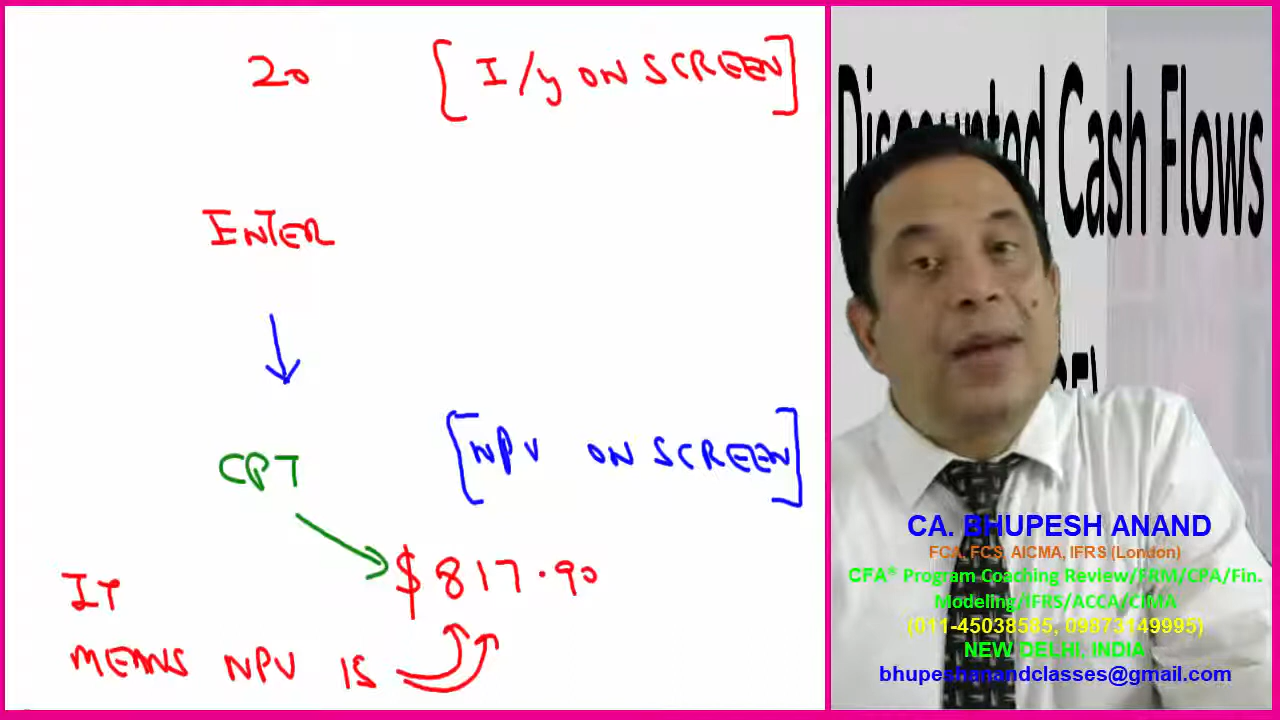 20 [I/y ON SCREEN]
ENTER
CPT [NPV ON SCREEN]
$817.90
IT
MEANS NPV IS
Discounted Cash Flows
CA. BHUPESH ANAND
FCA, FCS, AICMA, IFRS (London)
CFA® Program Coaching Review/FRM/CPA/Fin.
Modeling/IFRS/ACCA/CIMA
(011-45038585, 09873149995)
NEW DELHI, INDIA
bhupeshanandclasses@gmail.com